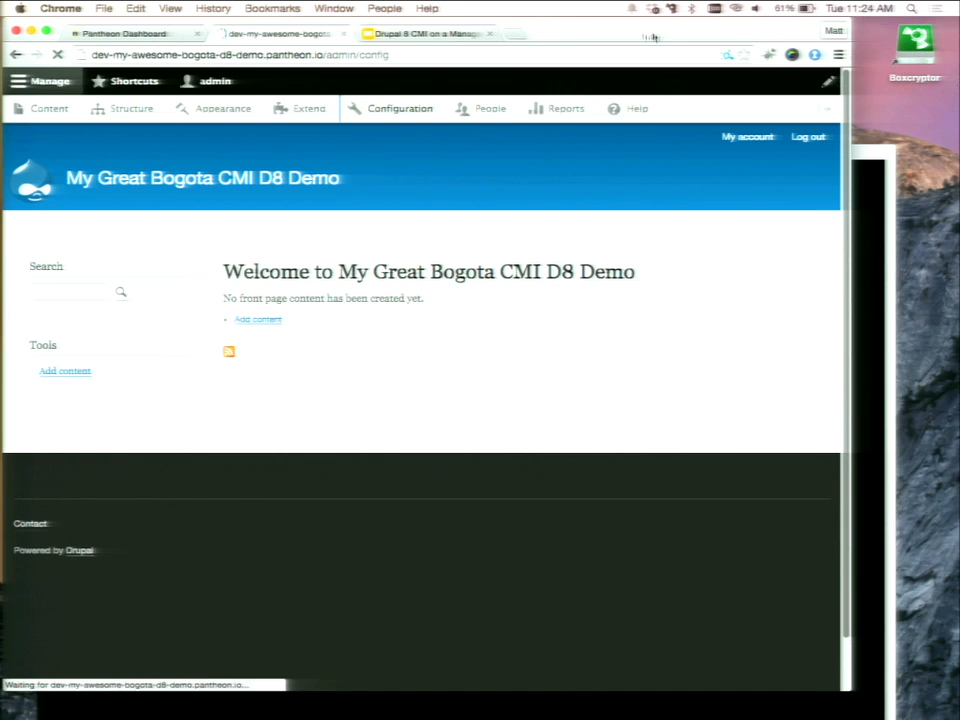 Chrome File Edit View History Bookmarks Window People Help 61% Tue 11:24 AM
Pantheon Dashboard dev-my-awesome-bogota Drupal 8 CMI on a Manag Matt
dev-my-awesome-bogota-d8-demo.pantheon.io/admin/config
Boxcryptor
Manage Shortcuts admin
Content Structure Appearance Extend Configuration People Reports Help
My account Log out
My Great Bogota CMI D8 Demo
Search
Welcome to My Great Bogota CMI D8 Demo
No front page content has been created yet.
Add content
Tools
Add content
Contact
Powered by Drupal
Waiting for dev-my-awesome-bogota-d8-demo.pantheon.io...